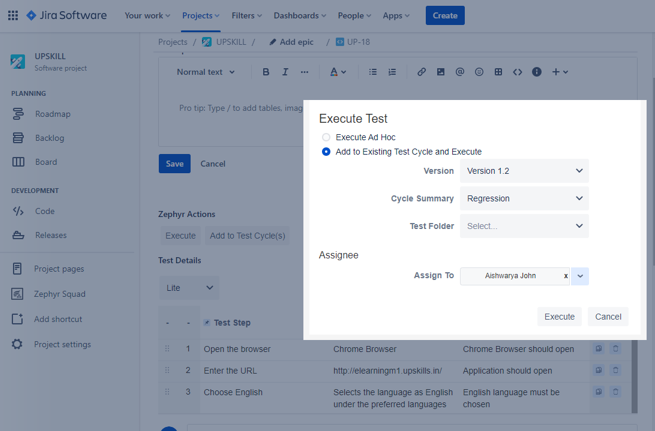 Jira Software Your work Projects Filters Dashboards People Apps Create
UPSKILL
Software project
PLANNING
Roadmap
Backlog
Board
DEVELOPMENT
Code
Releases
Project pages
Zephyr Squad
Add shortcut
Project settings
Projects / UPSKILL / Add epic / UP-18
Normal text B I ... A
Pro tip: Type / to add tables, imag
Save Cancel
Zephyr Actions
Execute Add to Test Cycle(s)
Test Details
Lite
- - Test Step
1 Open the browser Chrome Browser Chrome Browser should open
2 Enter the URL http://elearningm1.upskills.in/ Application should open
3 Choose English Selects the language as English English language must be
under the preferred languages chosen
Execute Test
Execute Ad Hoc
Add to Existing Test Cycle and Execute
Version Version 1.2
Cycle Summary Regression
Test Folder Select...
Assignee
Assign To Aishwarya John x
Execute Cancel